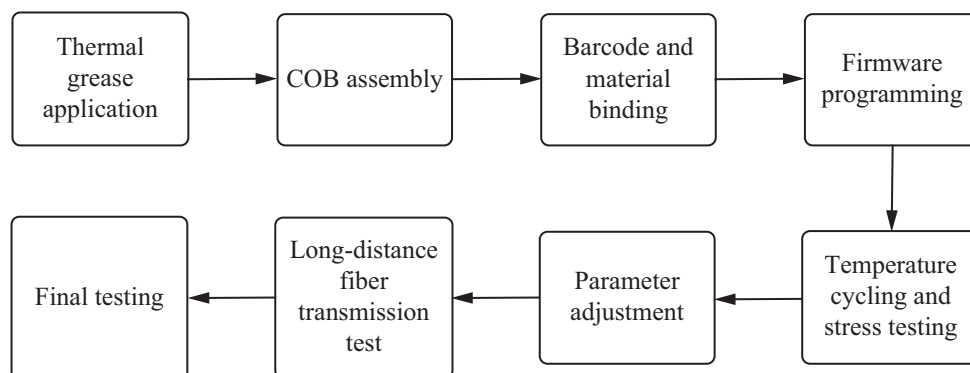 Thermal
grease
application
COB assembly
Barcode and
material
binding
Firmware
programming
Temperature
cycling and
stress testing
Parameter
adjustment
Long-distance
fiber
transmission
test
Final testing